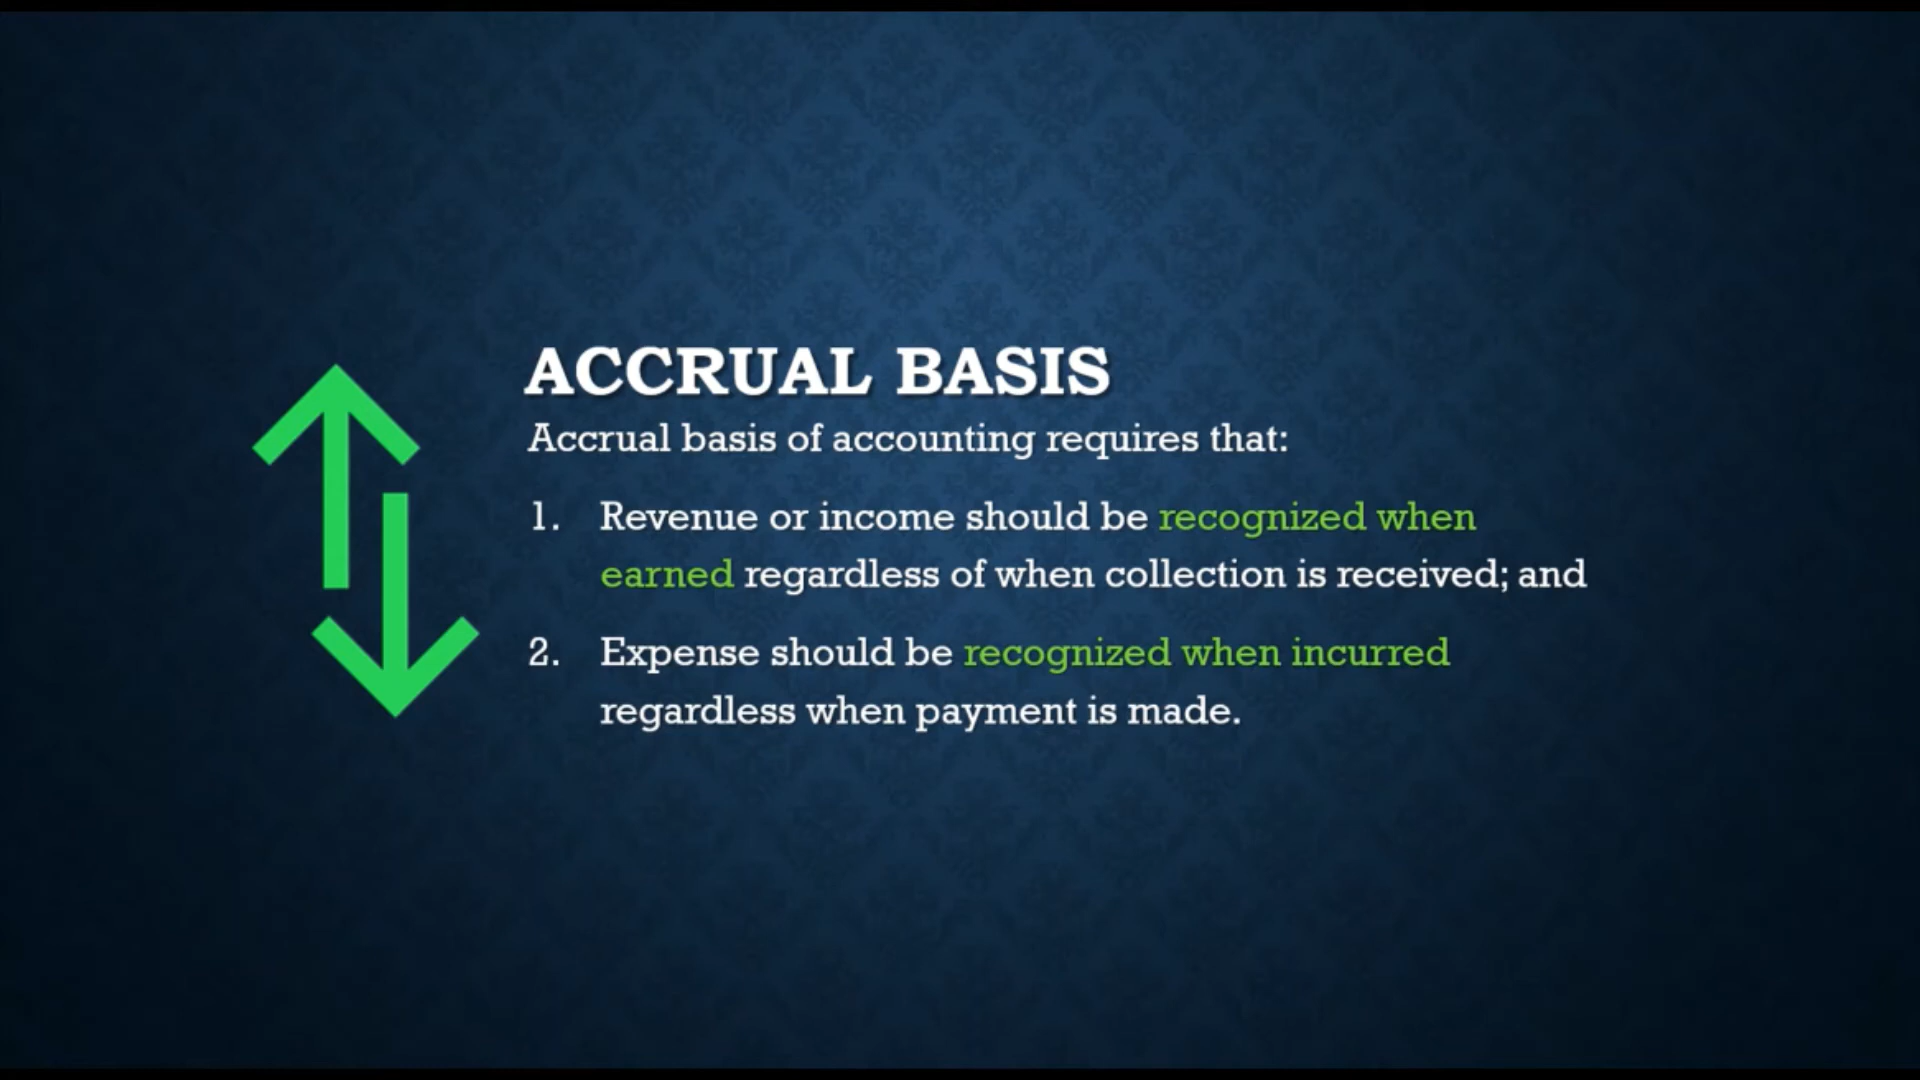 ACCRUAL BASIS
Accrual basis of accounting requires that:
1. Revenue or income should be recognized when
earned regardless of when collection is received; and
2. Expense should be recognized when incurred
regardless when payment is made.